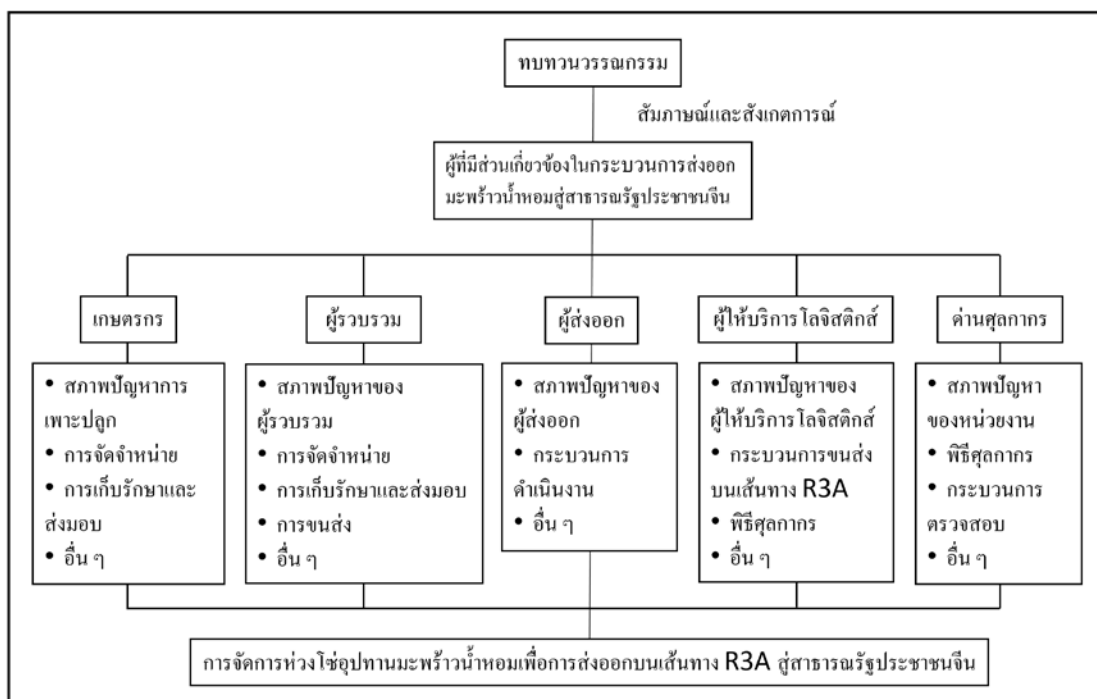 ทบทวนวรรณกรรม
สัมภาษณ์และสังเกตการณ์
ผู้ที่มีส่วนเกี่ยวข้องในกระบวนการส่งออก
มะพร้าวน้ำหอมสู่สาธารณรัฐประชาชนจีน
เกษตรกร
• สภาพปัญหาการ
เพาะปลูก
• การจัดจำหน่าย
• การเก็บรักษาและ
ส่งมอบ
• อื่น ๆ
ผู้รวบรวม
• สภาพปัญหาของ
ผู้รวบรวม
• การจัดจำหน่าย
• การเก็บรักษาและส่งมอบ
• การขนส่ง
• อื่น ๆ
ผู้ส่งออก
• สภาพปัญหาของ
ผู้ส่งออก
• กระบวนการ
ดำเนินงาน
• อื่น ๆ
ผู้ให้บริการโลจิสติกส์
• สภาพปัญหาของ
ผู้ให้บริการโลจิสติกส์
• กระบวนการขนส่ง
บนเส้นทาง R3A
• พิธีศุลกากร
• อื่น ๆ
ด่านศุลกากร
• สภาพปัญหา
ของหน่วยงาน
• พิธีศุลกากร
• กระบวนการ
ตรวจสอบ
• อื่น ๆ
การจัดการห่วงโซ่อุปทานมะพร้าวน้ำหอมเพื่อการส่งออกบนเส้นทาง R3A สู่สาธารณรัฐประชาชนจีน